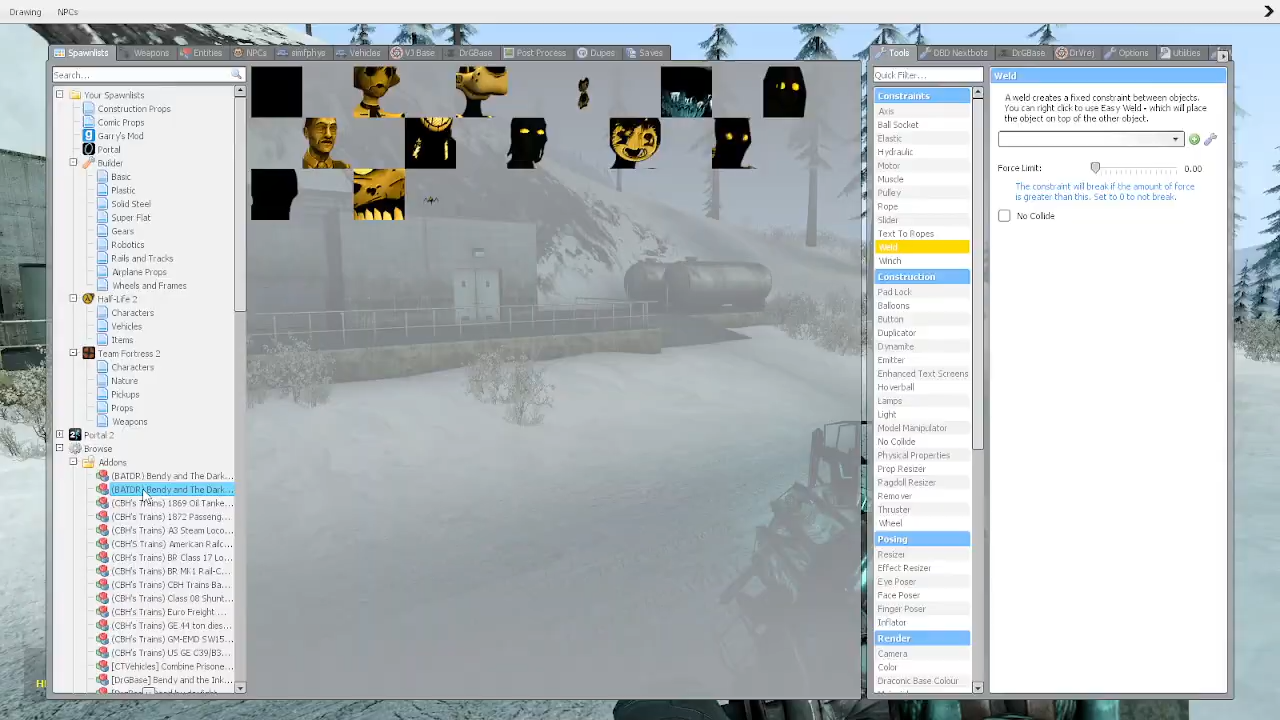 Drawing NPCs
Spawnlists Weapons Entities NPCs simfphys Vehicles VJ Base DrGBase Post Process Dupes Saves
Tools DBD Nextbots DrGBase DrVrej Options Utilities
Search...
Your Spawnlists
Construction Props
Comic Props
Garry's Mod
Portal
Builder
Basic
Plastic
Solid Steel
Super Flat
Gears
Robotics
Rails and Tracks
Airplane Props
Wheels and Frames
Half-Life 2
Characters
Vehicles
Items
Team Fortress 2
Characters
Nature
Pickups
Props
Weapons
Portal 2
Browse
Addons
(BATDR) Bendy and The Dark...
(BATDR) Bendy and The Dark...
(CBH's Trains) 1869 Oil Tanke...
(CBH's Trains) 1872 Passeng...
(CBH's Trains) A3 Steam Loco...
(CBH's Trains) American Railc...
(CBH's Trains) BR Class 17 Lo...
(CBH's Trains) BR MK1 Rail-C...
(CBH's Trains) CBH Trains Ba...
(CBH's Trains) Class 08 Shunt...
(CBH's Trains) Euro Freight ...
(CBH's Trains) GE 44 ton dies...
(CBH's Trains) GM-EMD SW15...
(CBH's Trains) US GE C39/B3...
[CTVehicles] Combine Prisone...
[DrGBase] Bendy and the Ink...
Quick Filter...
Constraints
Axis
Ball Socket
Elastic
Hydraulic
Motor
Muscle
Pulley
Rope
Slider
Text To Ropes
Weld
Winch
Construction
Pad Lock
Balloons
Button
Duplicator
Dynamite
Emitter
Enhanced Text Screens
Hoverball
Lamps
Light
Model Manipulator
No Collide
Physical Properties
Prop Resizer
Ragdoll Resizer
Remover
Thruster
Wheel
Posing
Resizer
Effect Resizer
Eye Poser
Face Poser
Finger Poser
Inflator
Render
Camera
Color
Draconic Base Colour
Weld
A weld creates a fixed constraint between objects.
You can right click to use Easy Weld - which will place
the object on top of the other object.
Force Limit: 0.00
The constraint will break if the amount of force
is greater than this. Set to 0 to not break.
No Collide